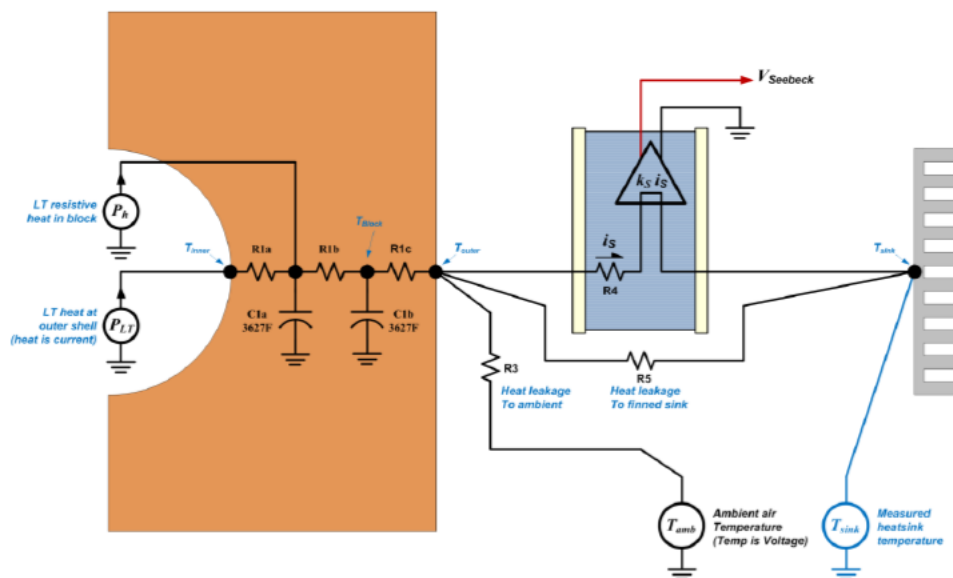 V_Seebeck
k_S i_S
LT resistive
heat in block
P_h
T_inner
R1a
R1b
T_Block
R1c
T_outer
i_S
R4
T_sink
LT heat at
outer shell
(heat is current)
P_LT
C1a
3627F
C1b
3627F
R3
Heat leakage
To ambient
R5
Heat leakage
To finned sink
T_amb
Ambient air
Temperature
(Temp is Voltage)
T_sink
Measured
heatsink
temperature